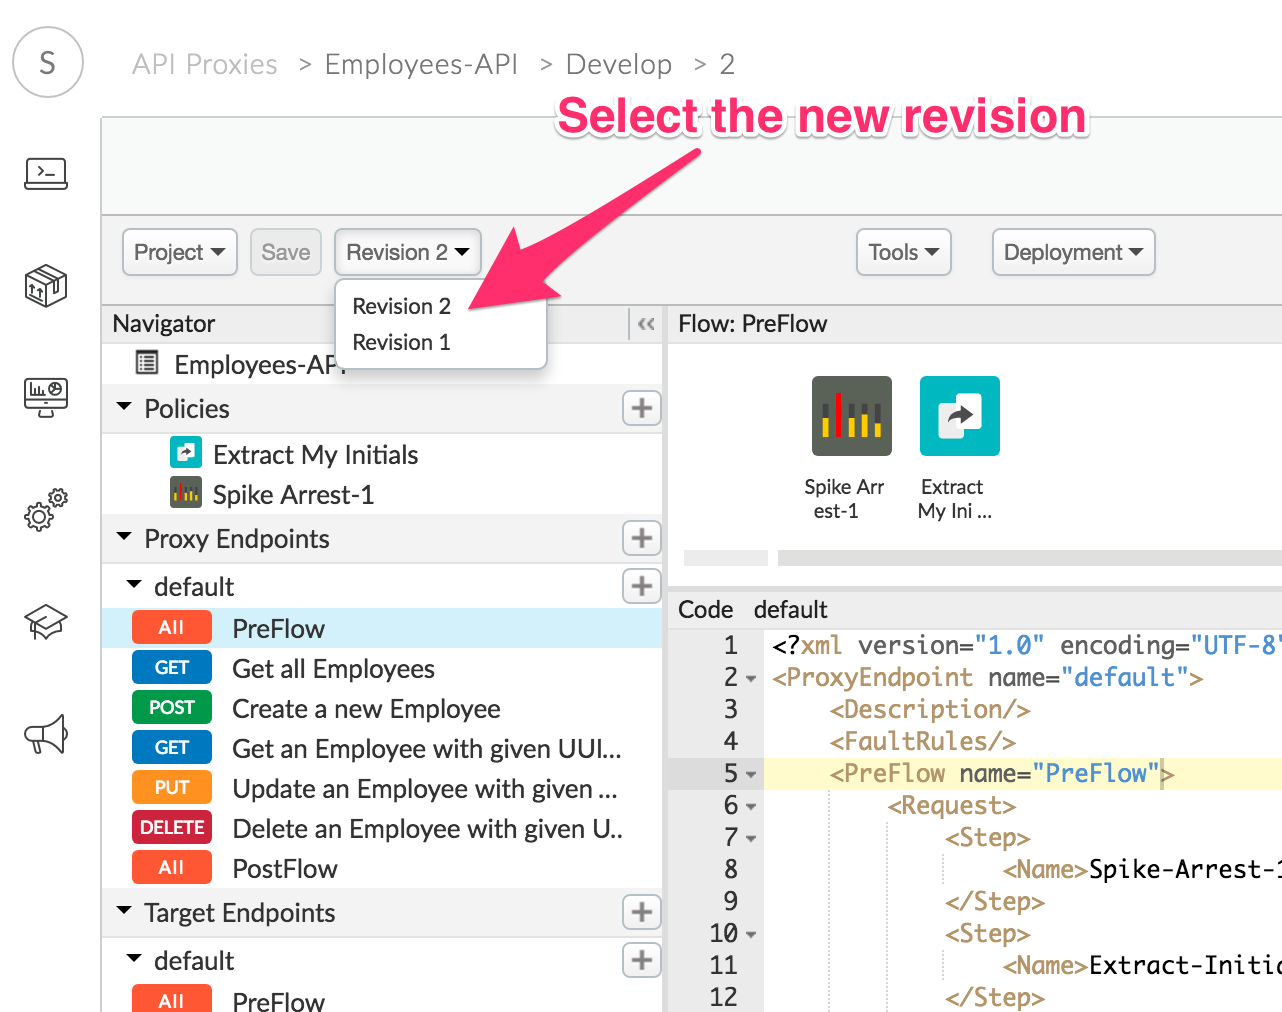 S
API Proxies > Employees-API > Develop > 2
Select the new revision
Project
Save
Revision 2
Tools
Deployment
Revision 2
Revision 1
Navigator
«
Flow: PreFlow
Employees-API
Policies
Extract My Initials
Spike Arrest-1
Spike Arr
est-1
Extract
My Ini ...
Proxy Endpoints
default
All PreFlow
GET Get all Employees
POST Create a new Employee
GET Get an Employee with given UUI...
PUT Update an Employee with given ...
DELETE Delete an Employee with given U..
All PostFlow
Target Endpoints
default
All PreFlow
Code default
1 <?xml version="1.0" encoding="UTF-8"
2 <ProxyEndpoint name="default">
3 <Description/>
4 <FaultRules/>
5 <PreFlow name="PreFlow">
6 <Request>
7 <Step>
8 <Name>Spike-Arrest-1
9 </Step>
10 <Step>
11 <Name>Extract-Initia
12 </Step>